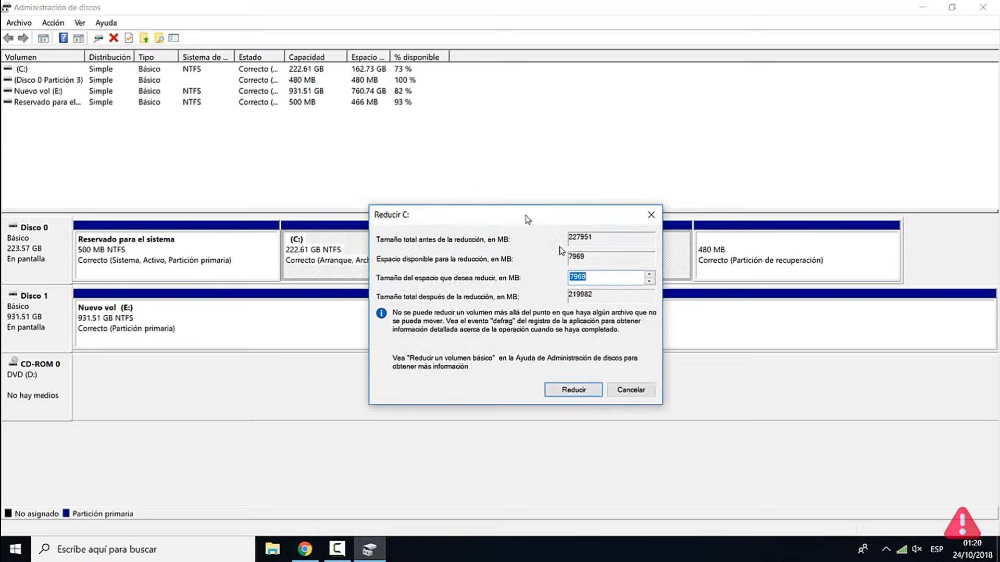 Administración de discos
Archivo Acción Ver Ayuda
Volumen Distribución Tipo Sistema de ... Estado Capacidad Espacio ... % disponible
(C:) Simple Básico NTFS Correcto (... 222.61 GB 162.73 GB 73 %
(Disco 0 Partición 3) Simple Básico Correcto (... 480 MB 480 MB 100 %
Nuevo vol (E:) Simple Básico NTFS Correcto (... 931.51 GB 760.74 GB 82 %
Reservado para el... Simple Básico NTFS Correcto (... 500 MB 466 MB 93 %
Disco 0
Básico
223.57 GB
En pantalla
Reservado para el sistema
500 MB NTFS
Correcto (Sistema, Activo, Partición primaria)
(C:)
222.61 GB NTFS
Correcto (Arranque, Arch
480 MB
Correcto (Partición de recuperación)
Reducir C:
Tamaño total antes de la reducción, en MB: 227951
Espacio disponible para la reducción, en MB: 7969
Tamaño del espacio que desea reducir, en MB: 7969
Tamaño total después de la reducción, en MB: 219982
No se puede reducir un volumen más allá del punto en que haya algún archivo que no
se pueda mover. Vea el evento "defrag" del registro de la aplicación para obtener
información detallada acerca de la operación cuando se haya completado.
Vea "Reducir un volumen básico" en la Ayuda de Administración de discos para
obtener más información
Reducir Cancelar
Disco 1
Básico
931.51 GB
En pantalla
Nuevo vol (E:)
931.51 GB NTFS
Correcto (Partición primaria)
CD-ROM 0
DVD (D:)
No hay medios
No asignado Partición primaria
Escribe aquí para buscar
ESP
01:20
24/10/2018